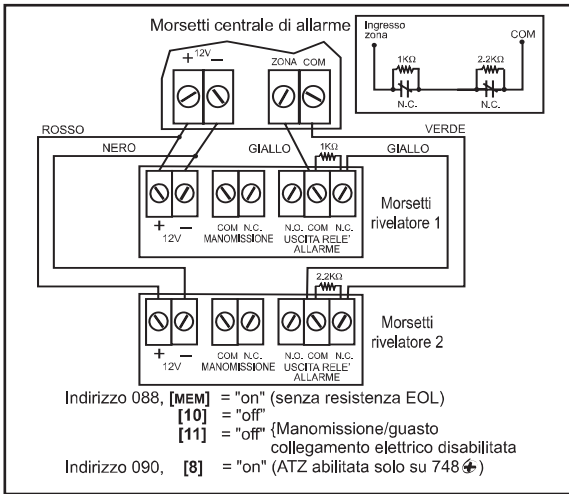 Morsetti centrale di allarme
Ingresso
zona
COM
1KΩ
2.2KΩ
N.C.
N.C.
+ 12V –
ZONA COM
ROSSO
VERDE
NERO
GIALLO
1KΩ
GIALLO
Morsetti
rivelatore 1
+ –
12V
COM N.C.
MANOMISSIONE
N.O. COM N.C.
USCITA RELE'
ALLARME
2.2KΩ
Morsetti
rivelatore 2
+ –
12V
COM N.C.
MANOMISSIONE
N.O. COM N.C.
USCITA RELE'
ALLARME
Indirizzo 088, [MEM] = "on" (senza resistenza EOL)
[10] = "off"
[11] = "off" {Manomissione/guasto
collegamento elettrico disabilitata
Indirizzo 090, [8] = "on" (ATZ abilitata solo su 748)